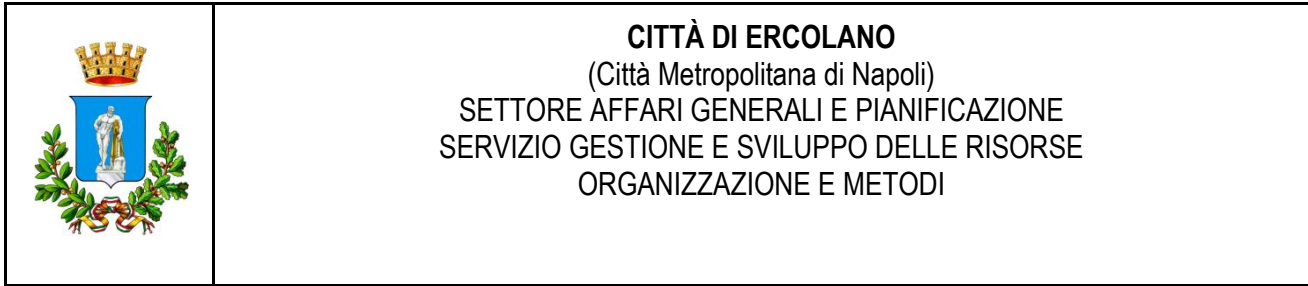 CITTÀ DI ERCOLANO
(Città Metropolitana di Napoli)
SETTORE AFFARI GENERALI E PIANIFICAZIONE
SERVIZIO GESTIONE E SVILUPPO DELLE RISORSE
ORGANIZZAZIONE E METODI